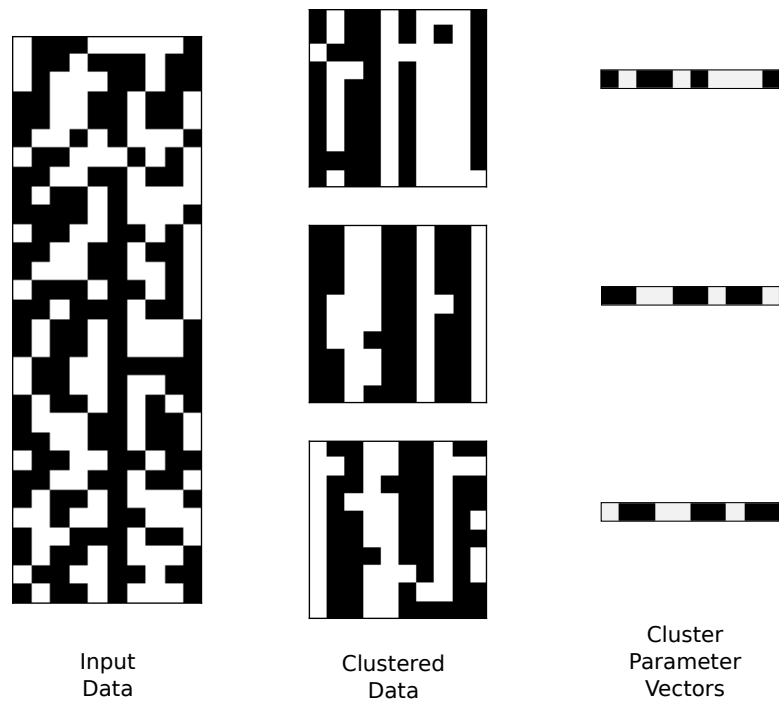 Input
Data
Clustered
Data
Cluster
Parameter
Vectors